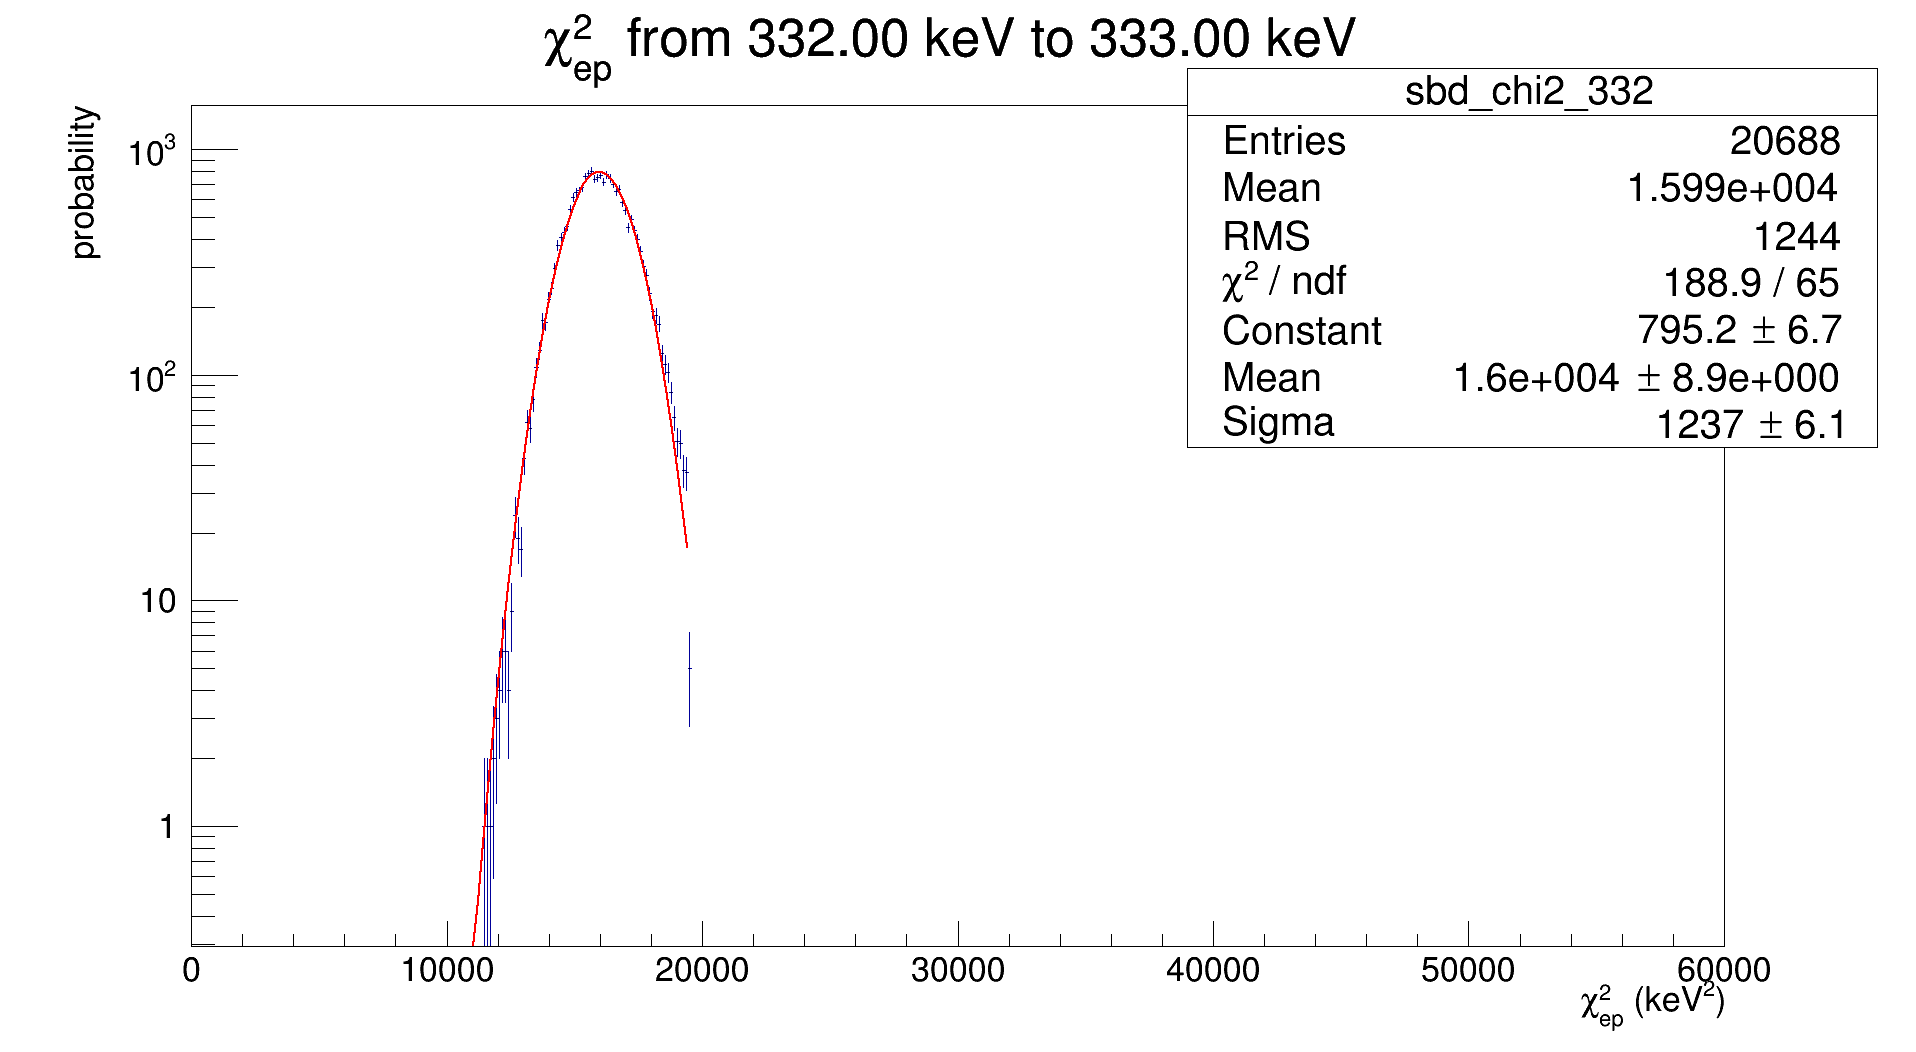 χ²ep from 332.00 keV to 333.00 keV
sbd_chi2_332
Entries 20688
Mean 1.599e+004
RMS 1244
χ² / ndf 188.9 / 65
Constant 795.2 ± 6.7
Mean 1.6e+004 ± 8.9e+000
Sigma 1237 ± 6.1
probability
10³
10²
10
1
0 10000 20000 30000 40000 50000 60000
χ²ep (keV²)